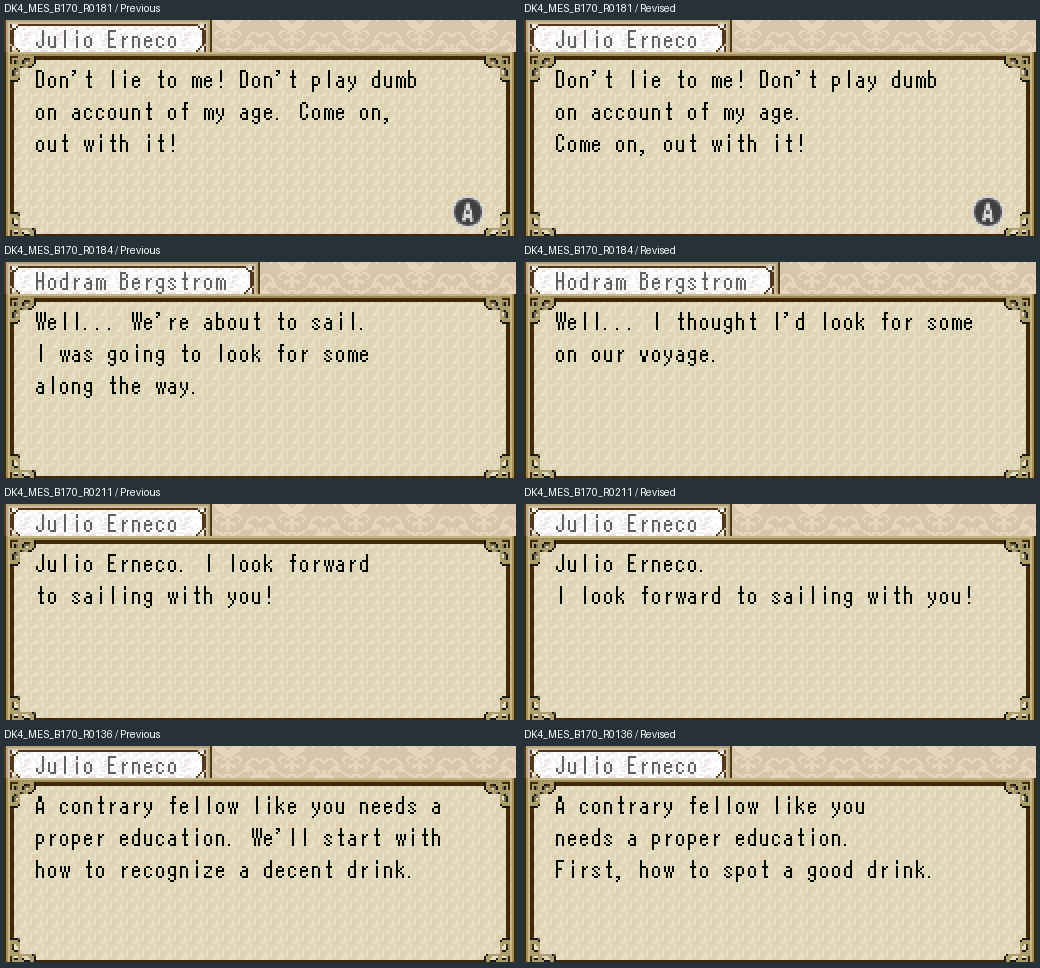 DK4_MES_B170_R0181 / Previous
Julio Erneco
Don't lie to me! Don't play dumb
on account of my age. Come on,
out with it!
A
DK4_MES_B170_R0181 / Revised
Julio Erneco
Don't lie to me! Don't play dumb
on account of my age.
Come on, out with it!
A
DK4_MES_B170_R0184 / Previous
Hodram Bergstrom
Well... We're about to sail.
I was going to look for some
along the way.
DK4_MES_B170_R0184 / Revised
Hodram Bergstrom
Well... I thought I'd look for some
on our voyage.
DK4_MES_B170_R0211 / Previous
Julio Erneco
Julio Erneco. I look forward
to sailing with you!
DK4_MES_B170_R0211 / Revised
Julio Erneco
Julio Erneco.
I look forward to sailing with you!
DK4_MES_B170_R0136 / Previous
Julio Erneco
A contrary fellow like you needs a
proper education. We'll start with
how to recognize a decent drink.
DK4_MES_B170_R0136 / Revised
Julio Erneco
A contrary fellow like you
needs a proper education.
First, how to spot a good drink.